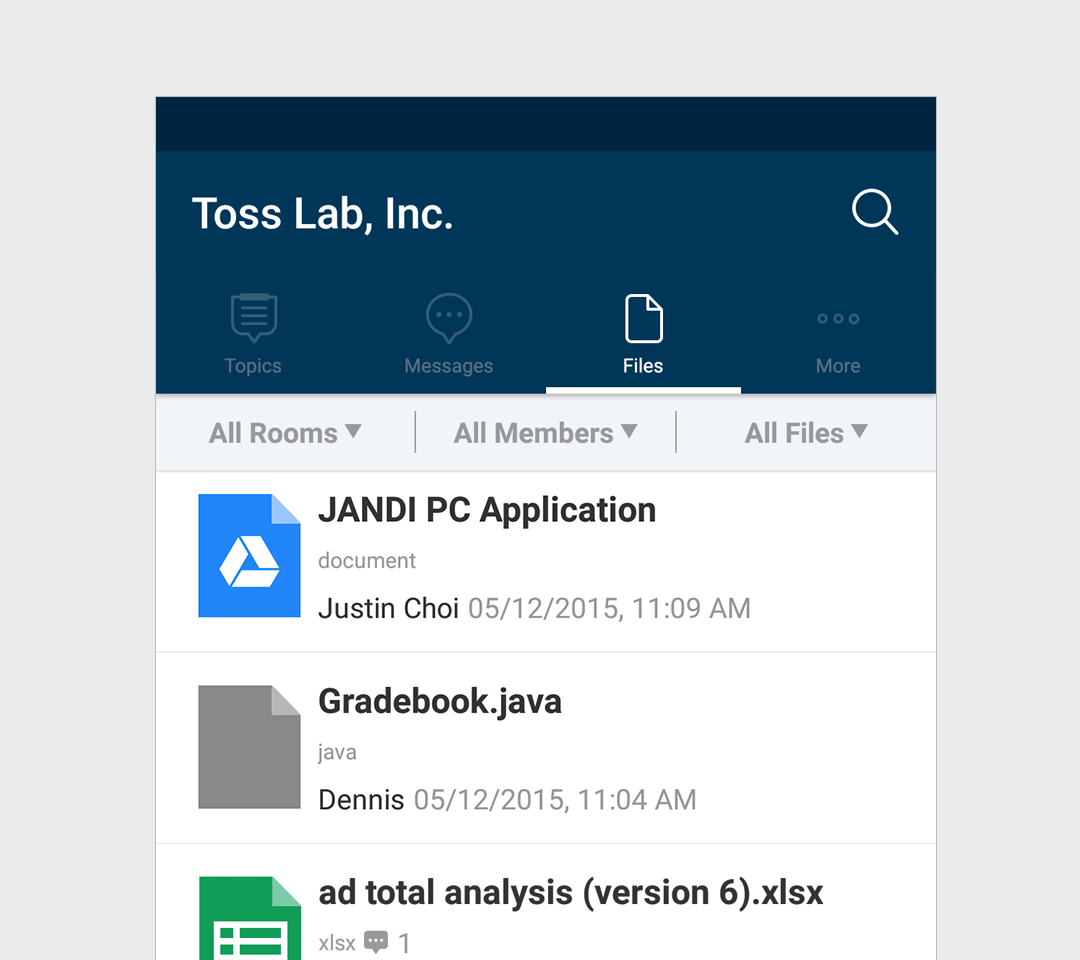 Toss Lab, Inc.
Topics Messages Files More
All Rooms ▼ All Members ▼ All Files ▼
JANDI PC Application
document
Justin Choi 05/12/2015, 11:09 AM
Gradebook.java
java
Dennis 05/12/2015, 11:04 AM
ad total analysis (version 6).xlsx
xlsx 1